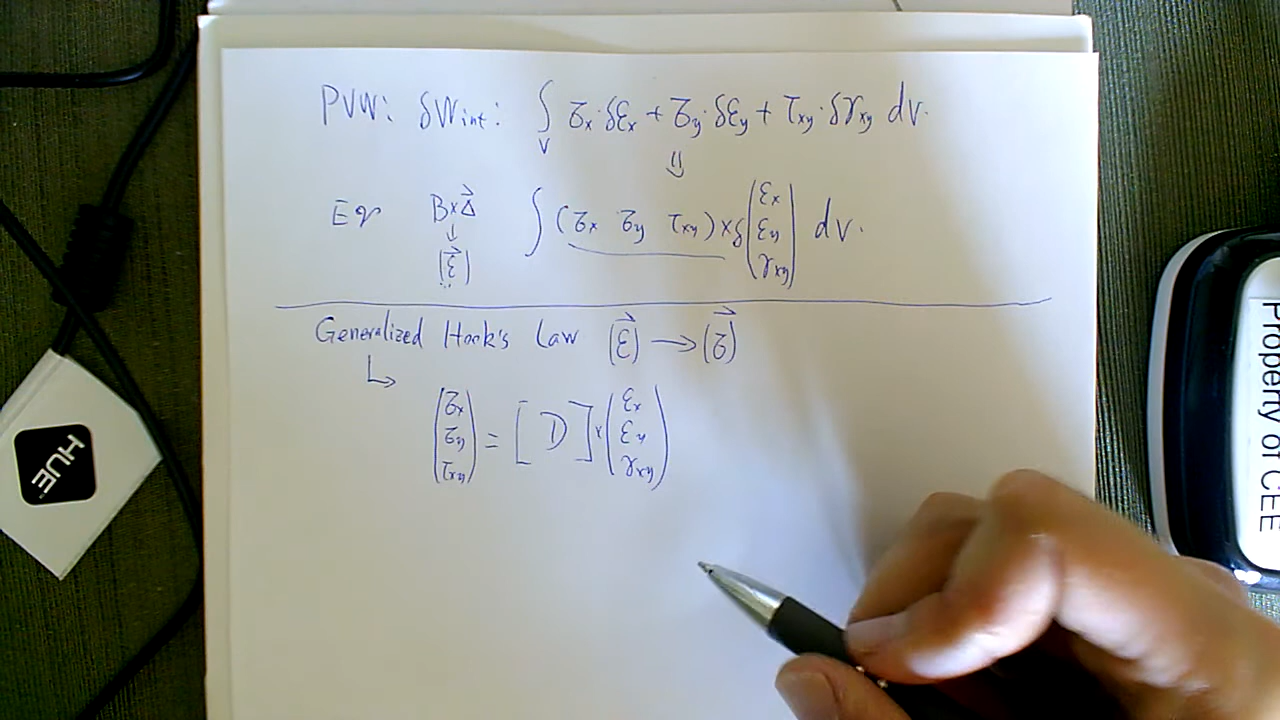 PVW: δWint: ∫V σx·δεx + σy·δεy + τxy·δγxy dv.
⇓
Eq B×Δ⃗ ∫ (σx σy τxy) × δ(εx εy γxy) dv.
↓
(ε⃗)
Generalized Hook's Law (ε⃗) → (σ⃗)
↳
(σx σy τxy) = [D] × (εx εy γxy)
HUE
Property of CEE